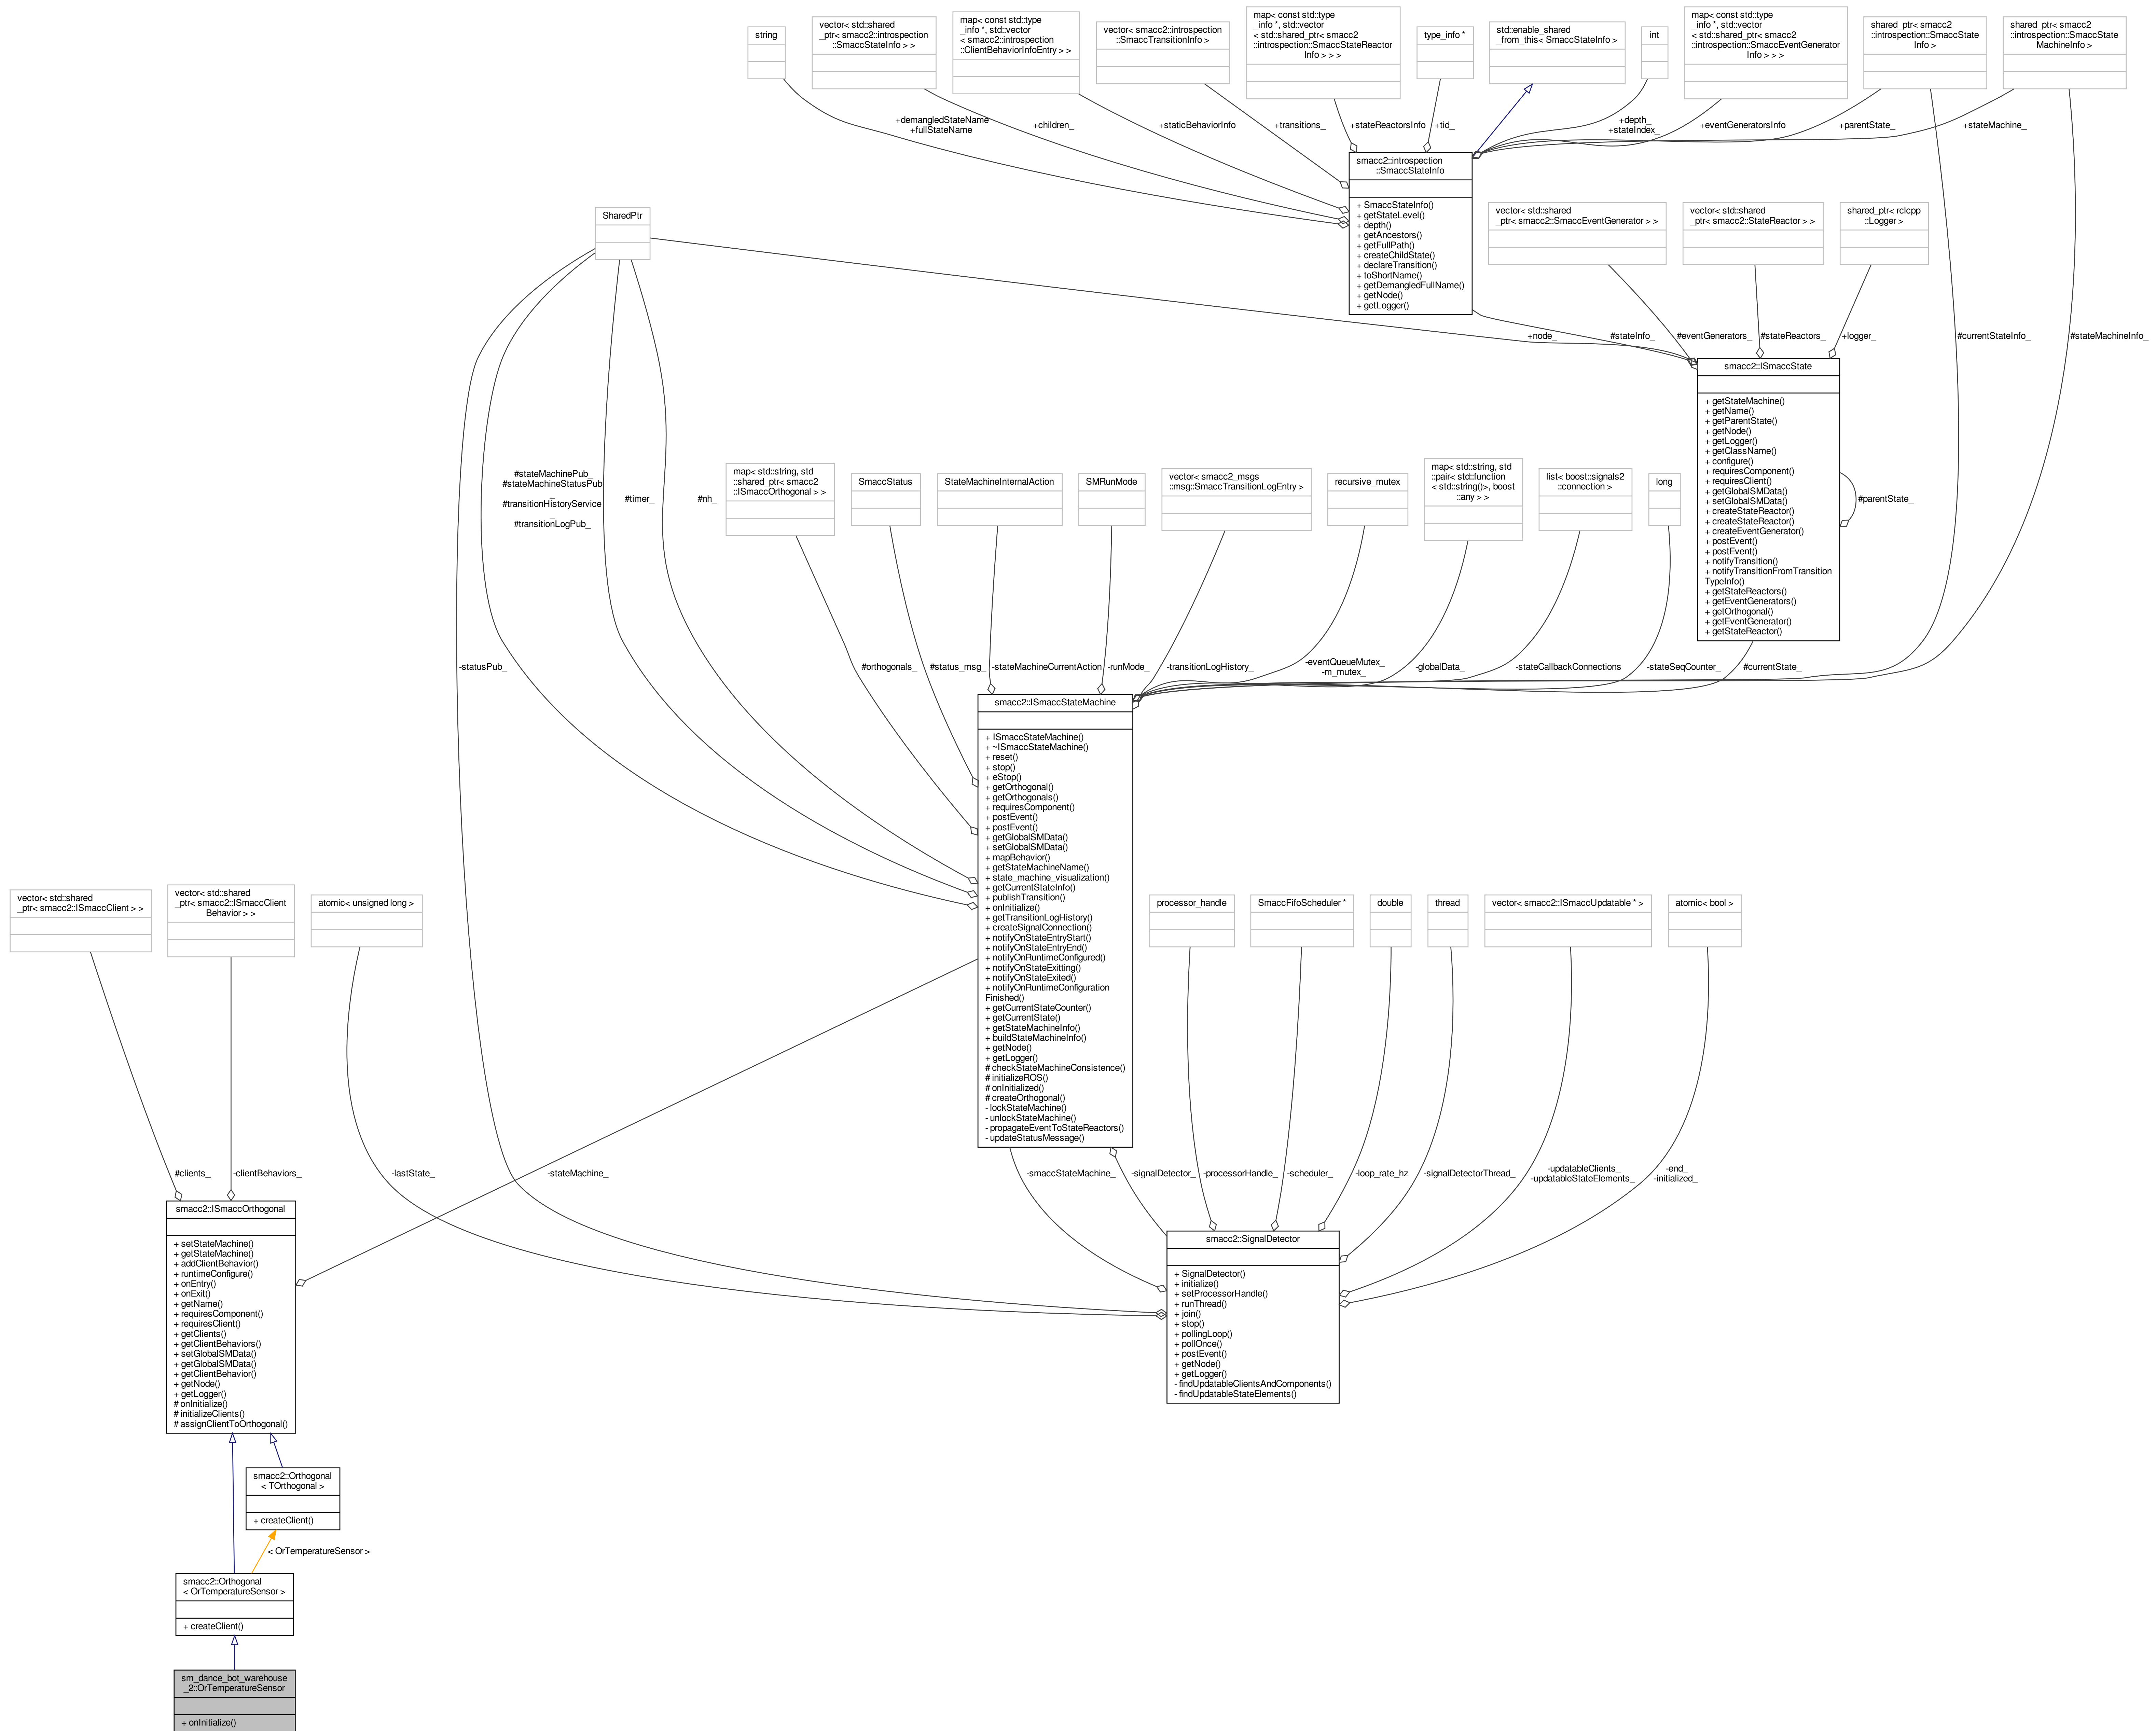 string
vector< std::shared
_ptr< smacc2::introspection
::SmaccStateInfo > >
map< const std::type
_info *, std::vector
< smacc2::introspection
::ClientBehaviorInfoEntry > >
vector< smacc2::introspection
::SmaccTransitionInfo >
map< const std::type
_info *, std::vector
< std::shared_ptr< smacc2
::introspection::SmaccStateReactor
Info > > >
type_info *
std::enable_shared
_from_this< SmaccStateInfo >
int
map< const std::type
_info *, std::vector
< std::shared_ptr< smacc2
::introspection::SmaccEventGenerator
Info > > >
shared_ptr< smacc2
::introspection::SmaccState
Info >
shared_ptr< smacc2
::introspection::SmaccState
MachineInfo >
+demangledStateName
+fullStateName
+children_
+staticBehaviorInfo
+transitions_
+stateReactorsInfo
+tid_
+depth_
+stateIndex_
+eventGeneratorsInfo
+parentState_
+stateMachine_
smacc2::introspection
::SmaccStateInfo
+ SmaccStateInfo()
+ getStateLevel()
+ depth()
+ getAncestors()
+ getFullPath()
+ createChildState()
+ declareTransition()
+ toShortName()
+ getDemangledFullName()
+ getNode()
+ getLogger()
SharedPtr
vector< std::shared
_ptr< smacc2::SmaccEventGenerator > >
vector< std::shared
_ptr< smacc2::StateReactor > >
shared_ptr< rclcpp
::Logger >
+node_
#stateInfo_
#eventGenerators_
#stateReactors_
+logger_
#currentStateInfo_
#stateMachineInfo_
smacc2::ISmaccState
+ getStateMachine()
+ getName()
+ getParentState()
+ getNode()
+ getLogger()
+ getClassName()
+ configure()
+ requiresComponent()
+ requiresClient()
+ getGlobalSMData()
+ setGlobalSMData()
+ createStateReactor()
+ createStateReactor()
+ createEventGenerator()
+ postEvent()
+ postEvent()
+ notifyTransition()
+ notifyTransitionFromTransition
TypeInfo()
+ getStateReactors()
+ getEventGenerators()
+ getOrthogonal()
+ getEventGenerator()
+ getStateReactor()
#parentState_
#stateMachinePub_
#stateMachineStatusPub
_
#transitionHistoryService
_
#transitionLogPub_
#timer_
#nh_
map< std::string, std
::shared_ptr< smacc2
::ISmaccOrthogonal > >
SmaccStatus
StateMachineInternalAction
SMRunMode
vector< smacc2_msgs
::msg::SmaccTransitionLogEntry >
recursive_mutex
map< std::string, std
::pair< std::function
< std::string()>, boost
::any > >
list< boost::signals2
::connection >
long
-statusPub_
#orthogonals_
#status_msg_
-stateMachineCurrentAction
-runMode_
-transitionLogHistory_
-eventQueueMutex_
-m_mutex_
-globalData_
-stateCallbackConnections
-stateSeqCounter_
#currentState_
smacc2::ISmaccStateMachine
+ ISmaccStateMachine()
+ ~ISmaccStateMachine()
+ reset()
+ stop()
+ eStop()
+ getOrthogonal()
+ getOrthogonals()
+ requiresComponent()
+ postEvent()
+ postEvent()
+ getGlobalSMData()
+ setGlobalSMData()
+ mapBehavior()
+ getStateMachineName()
+ state_machine_visualization()
+ getCurrentStateInfo()
+ publishTransition()
+ onInitialize()
+ getTransitionLogHistory()
+ createSignalConnection()
+ notifyOnStateEntryStart()
+ notifyOnStateEntryEnd()
+ notifyOnRuntimeConfigured()
+ notifyOnStateExitting()
+ notifyOnStateExited()
+ notifyOnRuntimeConfiguration
Finished()
+ getCurrentStateCounter()
+ getCurrentState()
+ getStateMachineInfo()
+ buildStateMachineInfo()
+ getNode()
+ getLogger()
# checkStateMachineConsistence()
# initializeROS()
# onInitialized()
# createOrthogonal()
- lockStateMachine()
- unlockStateMachine()
- propagateEventToStateReactors()
- updateStatusMessage()
vector< std::shared
_ptr< smacc2::ISmaccClient > >
vector< std::shared
_ptr< smacc2::ISmaccClient
Behavior > >
atomic< unsigned long >
processor_handle
SmaccFifoScheduler *
double
thread
vector< smacc2::ISmaccUpdatable * >
atomic< bool >
#clients_
-clientBehaviors_
-lastState_
-stateMachine_
-smaccStateMachine_
-signalDetector_
-processorHandle_
-scheduler_
-loop_rate_hz
-signalDetectorThread_
-updatableClients_
-updatableStateElements_
-end_
-initialized_
smacc2::ISmaccOrthogonal
+ setStateMachine()
+ getStateMachine()
+ addClientBehavior()
+ runtimeConfigure()
+ onEntry()
+ onExit()
+ getName()
+ requiresComponent()
+ requiresClient()
+ getClients()
+ getClientBehaviors()
+ setGlobalSMData()
+ getGlobalSMData()
+ getClientBehavior()
+ getNode()
+ getLogger()
# onInitialize()
# initializeClients()
# assignClientToOrthogonal()
smacc2::SignalDetector
+ SignalDetector()
+ initialize()
+ setProcessorHandle()
+ runThread()
+ join()
+ stop()
+ pollingLoop()
+ pollOnce()
+ postEvent()
+ getNode()
+ getLogger()
- findUpdatableClientsAndComponents()
- findUpdatableStateElements()
smacc2::Orthogonal
< TOrthogonal >
+ createClient()
< OrTemperatureSensor >
smacc2::Orthogonal
< OrTemperatureSensor >
+ createClient()
sm_dance_bot_warehouse
_2::OrTemperatureSensor
+ onInitialize()